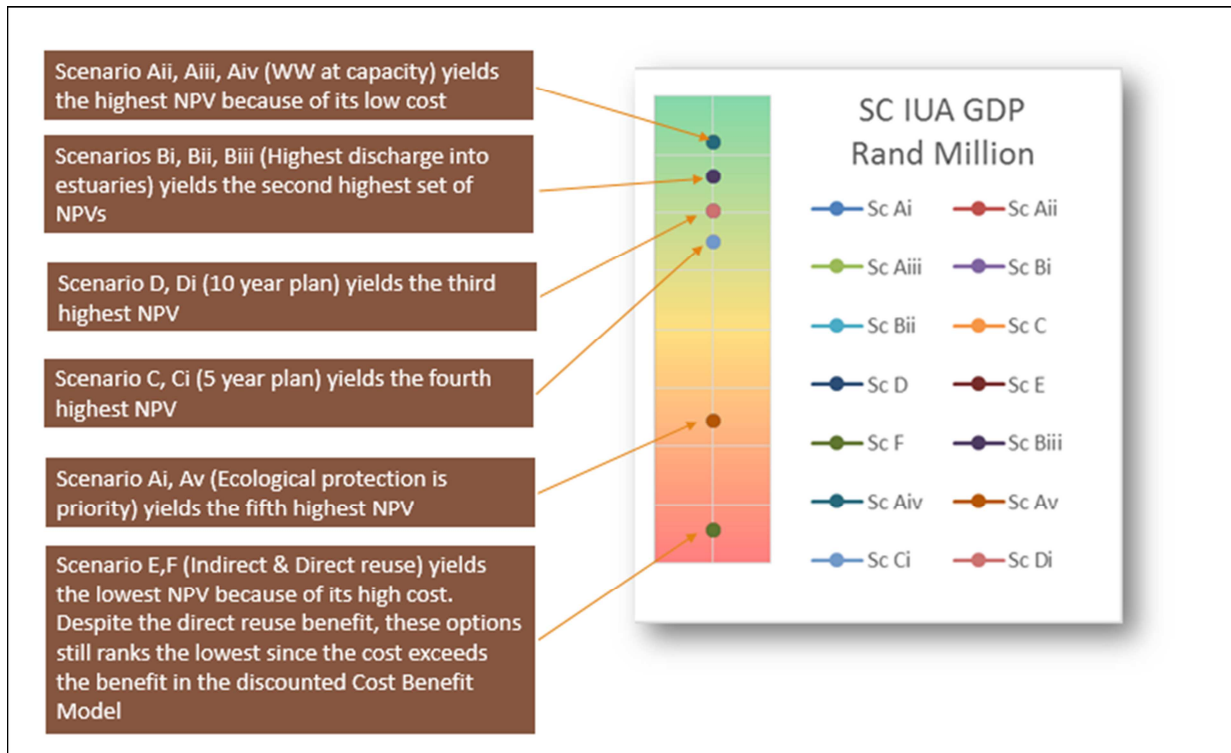 Scenario Aii, Aiii, Aiv (WW at capacity) yields
the highest NPV because of its low cost
Scenarios Bi, Bii, Biii (Highest discharge into
estuaries) yields the second highest set of
NPVs
Scenario D, Di (10 year plan) yields the third
highest NPV
Scenario C, Ci (5 year plan) yields the fourth
highest NPV
Scenario Ai, Av (Ecological protection is
priority) yields the fifth highest NPV
Scenario E,F (Indirect & Direct reuse) yields
the lowest NPV because of its high cost.
Despite the direct reuse benefit, these options
still ranks the lowest since the cost exceeds
the benefit in the discounted Cost Benefit
Model
SC IUA GDP
Rand Million
Sc Ai Sc Aii
Sc Aiii Sc Bi
Sc Bii Sc C
Sc D Sc E
Sc F Sc Biii
Sc Aiv Sc Av
Sc Ci Sc Di